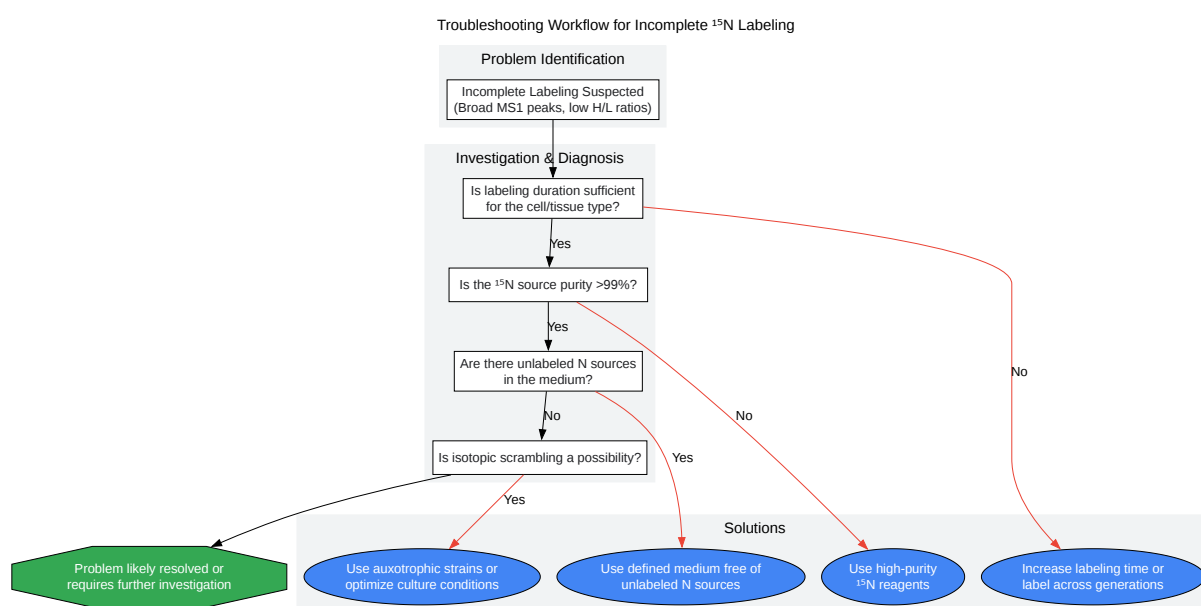 Troubleshooting Workflow for Incomplete ¹⁵N Labeling
Problem Identification
Incomplete Labeling Suspected
(Broad MS1 peaks, low H/L ratios)
Investigation & Diagnosis
Is labeling duration sufficient
for the cell/tissue type?
Yes
Is the ¹⁵N source purity >99%?
Yes
Are there unlabeled N sources
in the medium?
No
No
No
Yes
Is isotopic scrambling a possibility?
Yes
Solutions
Problem likely resolved or
requires further investigation
Use auxotrophic strains or
optimize culture conditions
Use defined medium free of
unlabeled N sources
Use high-purity
¹⁵N reagents
Increase labeling time or
label across generations